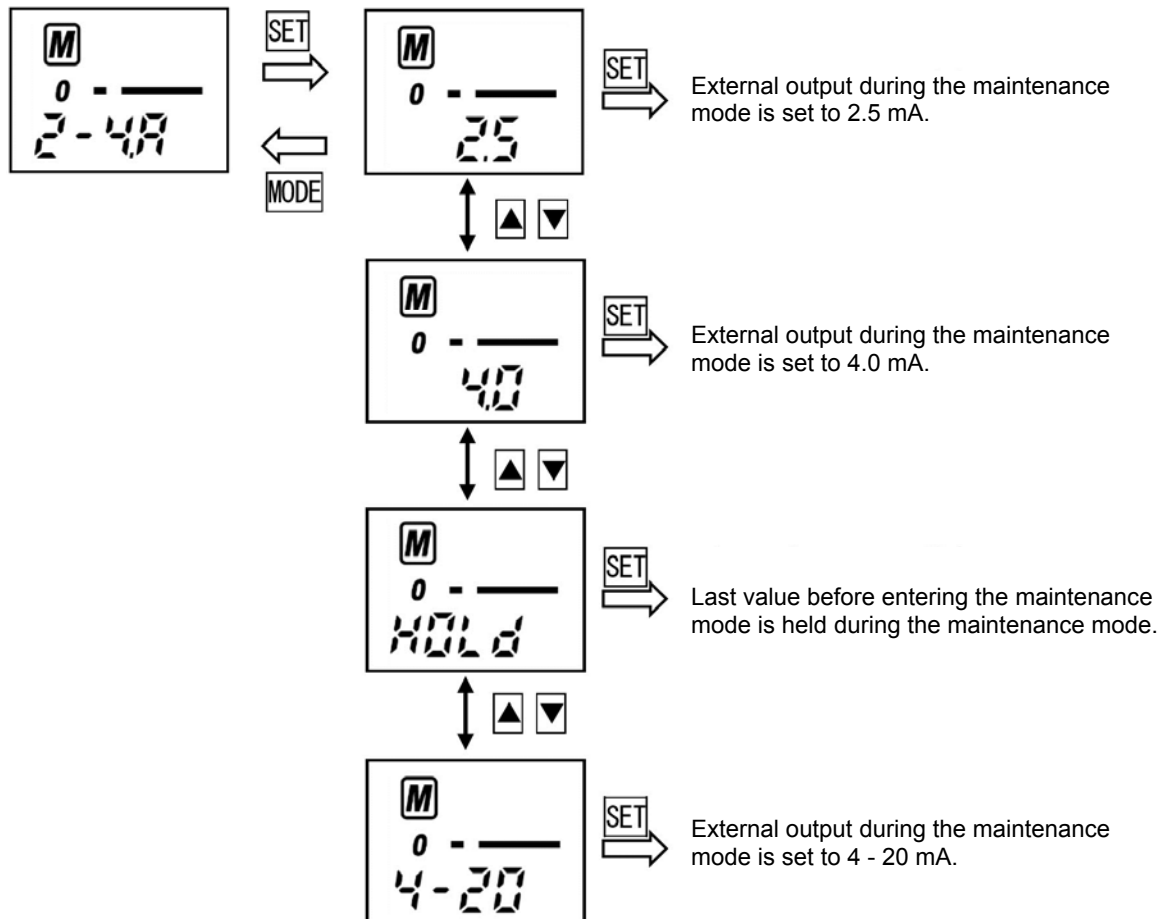 M
0
2-4.A
SET
MODE
M
0
2.5
SET
External output during the maintenance
mode is set to 2.5 mA.
▲ ▼
M
0
4.0
SET
External output during the maintenance
mode is set to 4.0 mA.
▲ ▼
M
0
HOLd
SET
Last value before entering the maintenance
mode is held during the maintenance mode.
▲ ▼
M
0
4-20
SET
External output during the maintenance
mode is set to 4 - 20 mA.